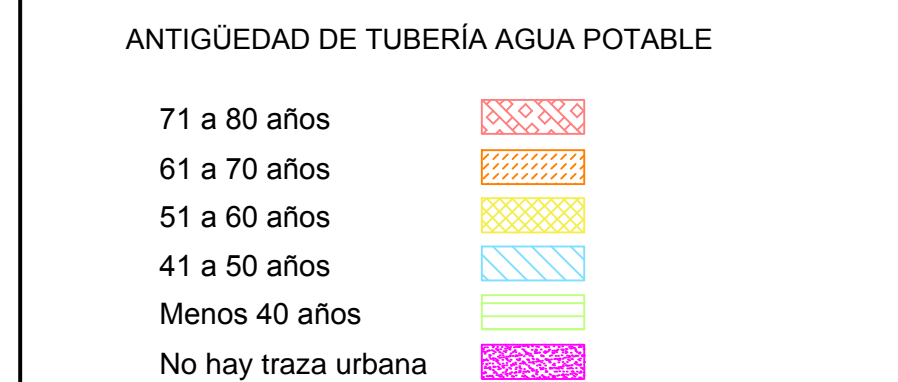 ANTIGÜEDAD DE TUBERÍA AGUA POTABLE
71 a 80 años
61 a 70 años
51 a 60 años
41 a 50 años
Menos 40 años
No hay traza urbana